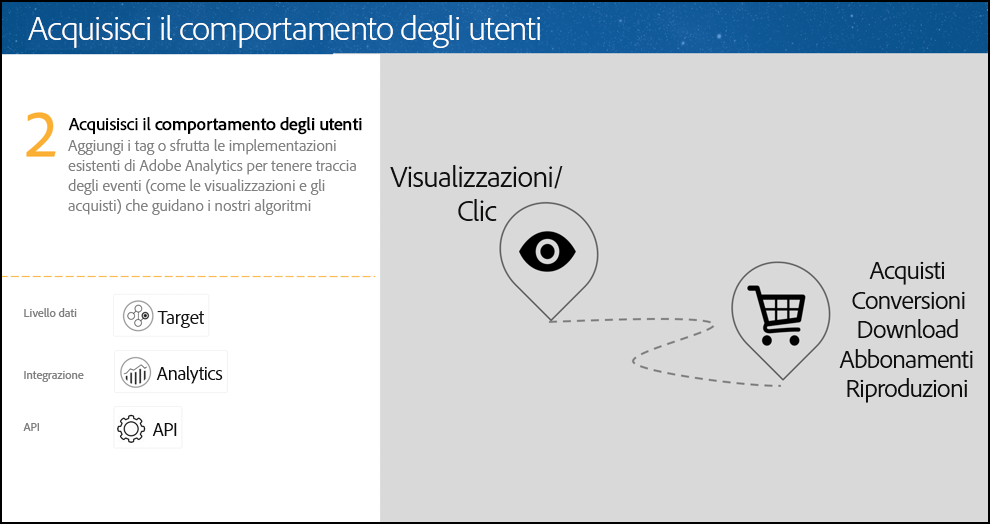 Acquisisci il comportamento degli utenti
2
Acquisisci il comportamento degli utenti
Aggiungi i tag o sfrutta le implementazioni
esistenti di Adobe Analytics per tenere traccia
degli eventi (come le visualizzazioni e gli
acquisti) che guidano i nostri algoritmi
Livello dati
Target
Integrazione
Analytics
API
API
Visualizzazioni/
Clic
Acquisti
Conversioni
Download
Abbonamenti
Riproduzioni